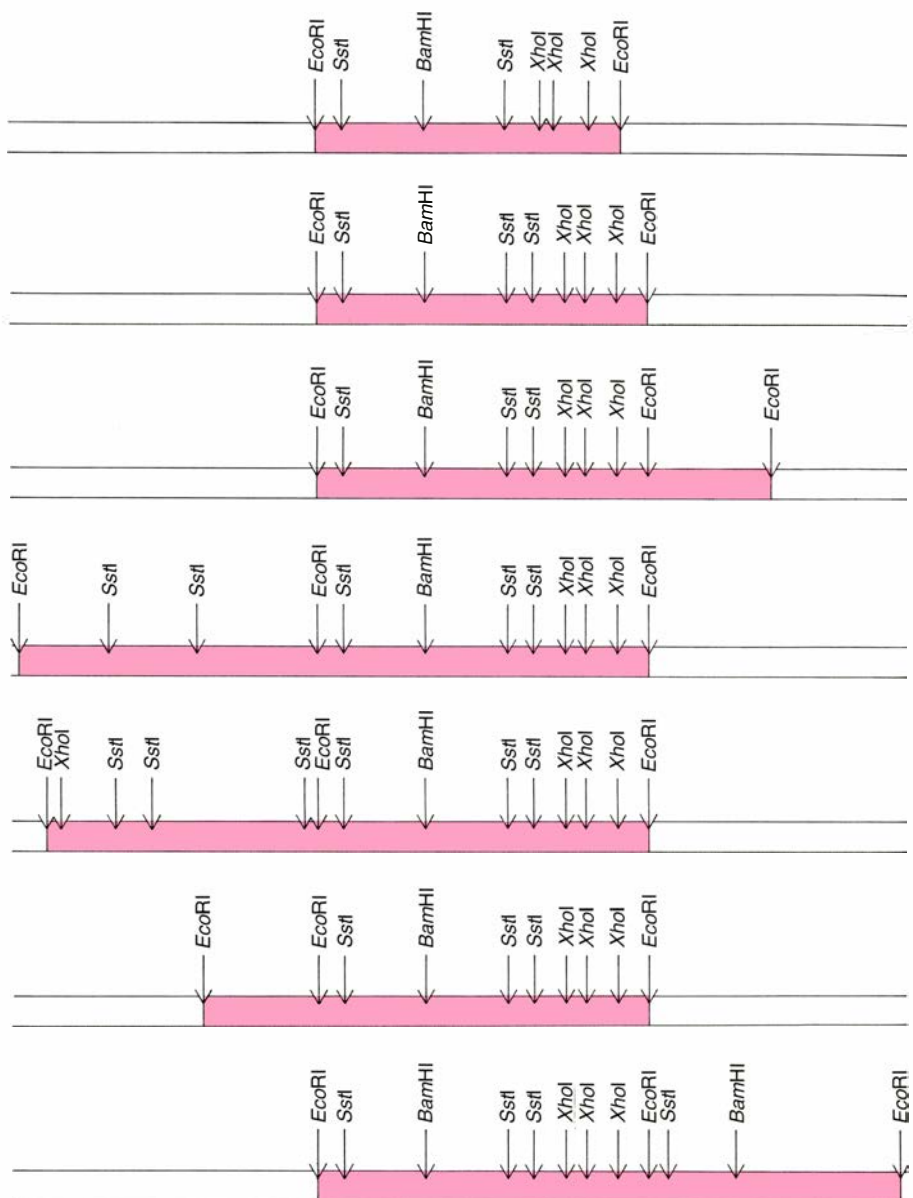 EcoRI SstI BamHI SstI XhoI XhoI XhoI EcoRI
EcoRI SstI BamHI SstI SstI XhoI XhoI XhoI EcoRI
EcoRI SstI BamHI SstI SstI XhoI XhoI XhoI EcoRI EcoRI
EcoRI SstI SstI EcoRI SstI BamHI SstI SstI XhoI XhoI XhoI EcoRI
EcoRI XhoI SstI SstI SstI EcoRI SstI BamHI SstI SstI XhoI XhoI XhoI EcoRI
EcoRI EcoRI SstI BamHI SstI SstI XhoI XhoI XhoI EcoRI
EcoRI SstI BamHI SstI SstI XhoI XhoI XhoI EcoRI SstI BamHI EcoRI